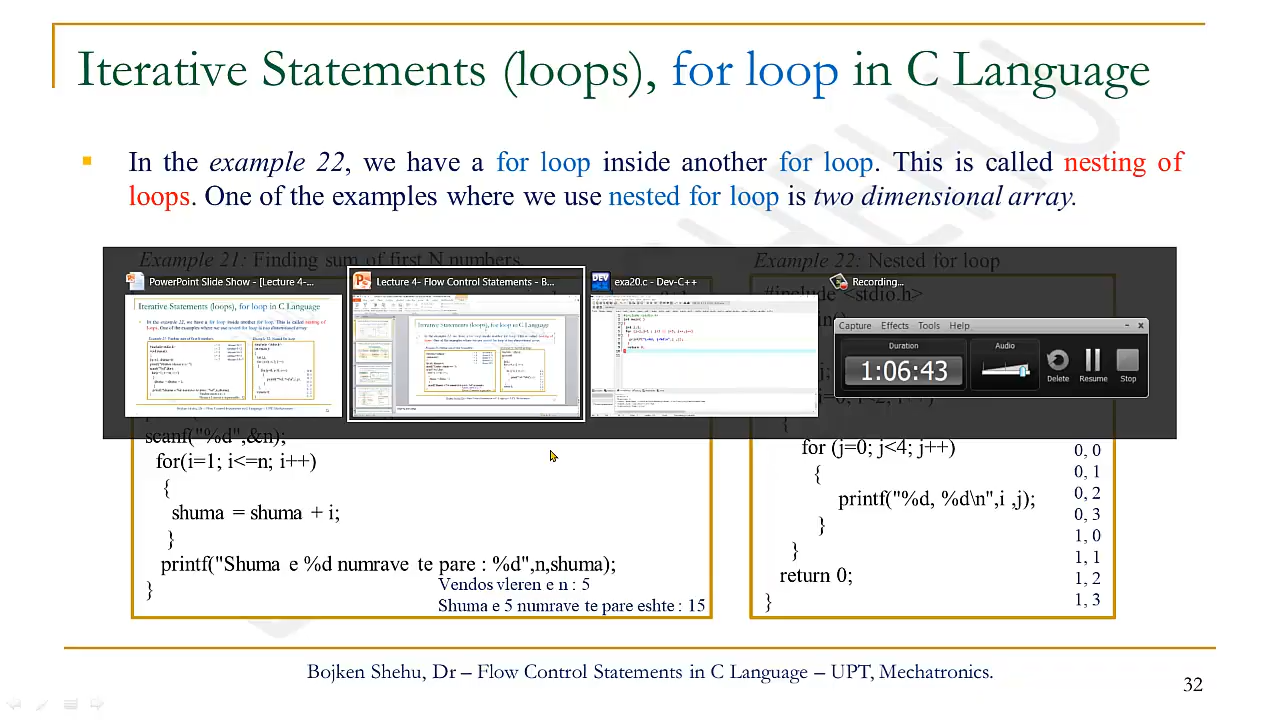 Iterative Statements (loops), for loop in C Language
In the example 22, we have a for loop inside another for loop. This is called nesting of
loops. One of the examples where we use nested for loop is two dimensional array.
Example 21: Finding sum of first N numbers
Example 22: Nested for loop
PowerPoint Slide Show - [Lecture 4-...
Lecture 4- Flow Control Statements - B...
exa20.c - Dev-C++
Recording...
#include <stdio.h>
Capture Effects Tools Help
Duration
1:06:43
Audio
Delete Resume Stop
scanf("%d",&n);
for(i=1; i<=n; i++)
{
shuma = shuma + i;
}
printf("Shuma e %d numrave te pare : %d",n,shuma);
}
Vendos vleren e n : 5
Shuma e 5 numrave te pare eshte : 15
{
for (j=0; j<4; j++)
{
printf("%d, %d\n",i ,j);
}
}
return 0;
}
0, 0
0, 1
0, 2
0, 3
1, 0
1, 1
1, 2
1, 3
Bojken Shehu, Dr – Flow Control Statements in C Language – UPT, Mechatronics.
32